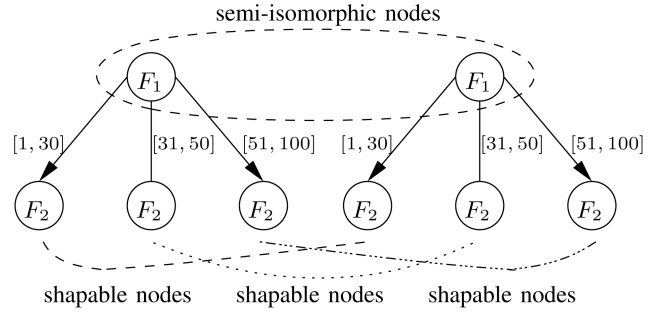 semi-isomorphic nodes
F₁ F₁
[1, 30] [31, 50] [51, 100] [1, 30] [31, 50] [51, 100]
F₂ F₂ F₂ F₂ F₂ F₂
shapable nodes shapable nodes shapable nodes